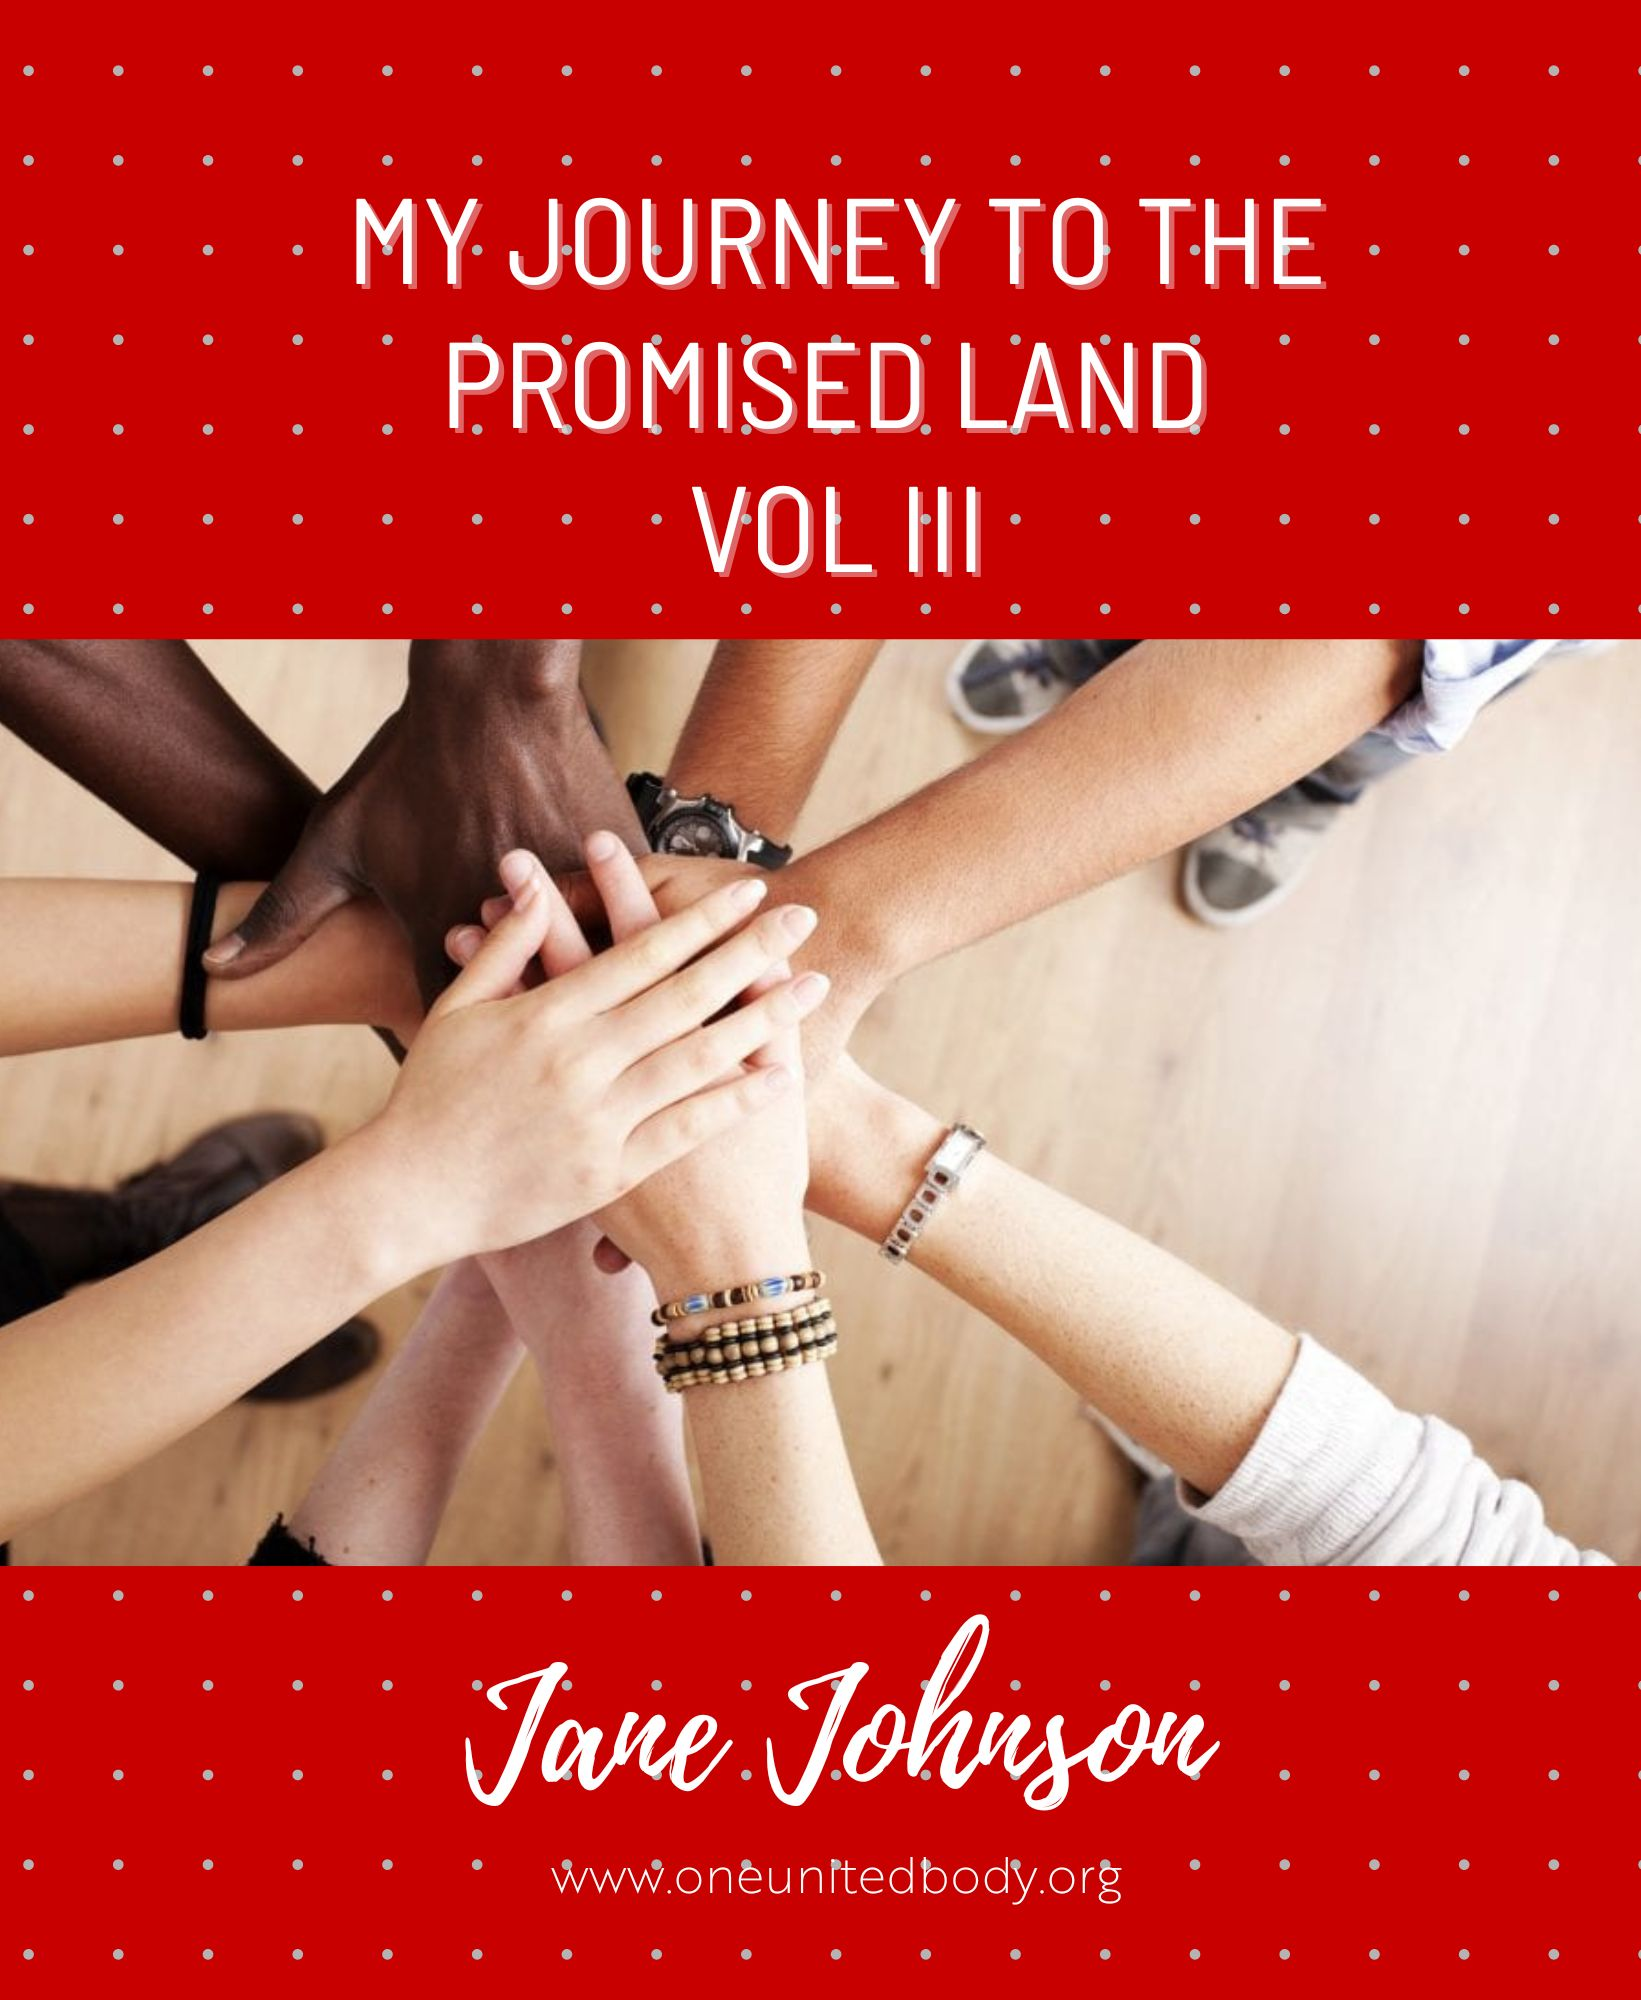 MY JOURNEY TO THE
PROMISED LAND
VOL III
Jane Johnson
www.oneunitedbody.org